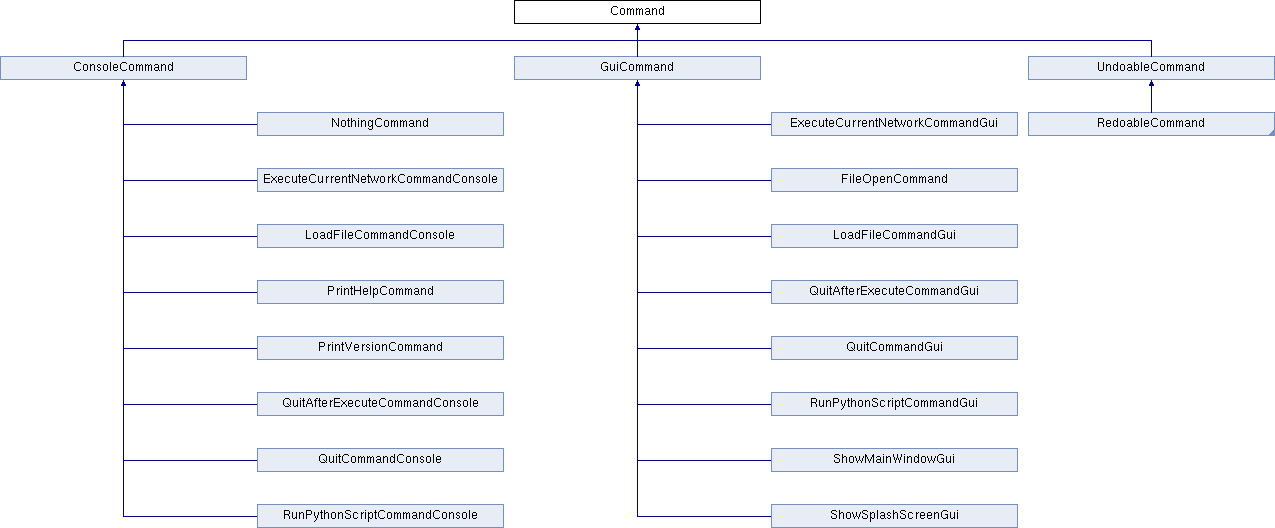 Command
ConsoleCommand
GuiCommand
UndoableCommand
NothingCommand
ExecuteCurrentNetworkCommandGui
RedoableCommand
ExecuteCurrentNetworkCommandConsole
FileOpenCommand
LoadFileCommandConsole
LoadFileCommandGui
PrintHelpCommand
QuitAfterExecuteCommandGui
PrintVersionCommand
QuitCommandGui
QuitAfterExecuteCommandConsole
RunPythonScriptCommandGui
QuitCommandConsole
ShowMainWindowGui
RunPythonScriptCommandConsole
ShowSplashScreenGui